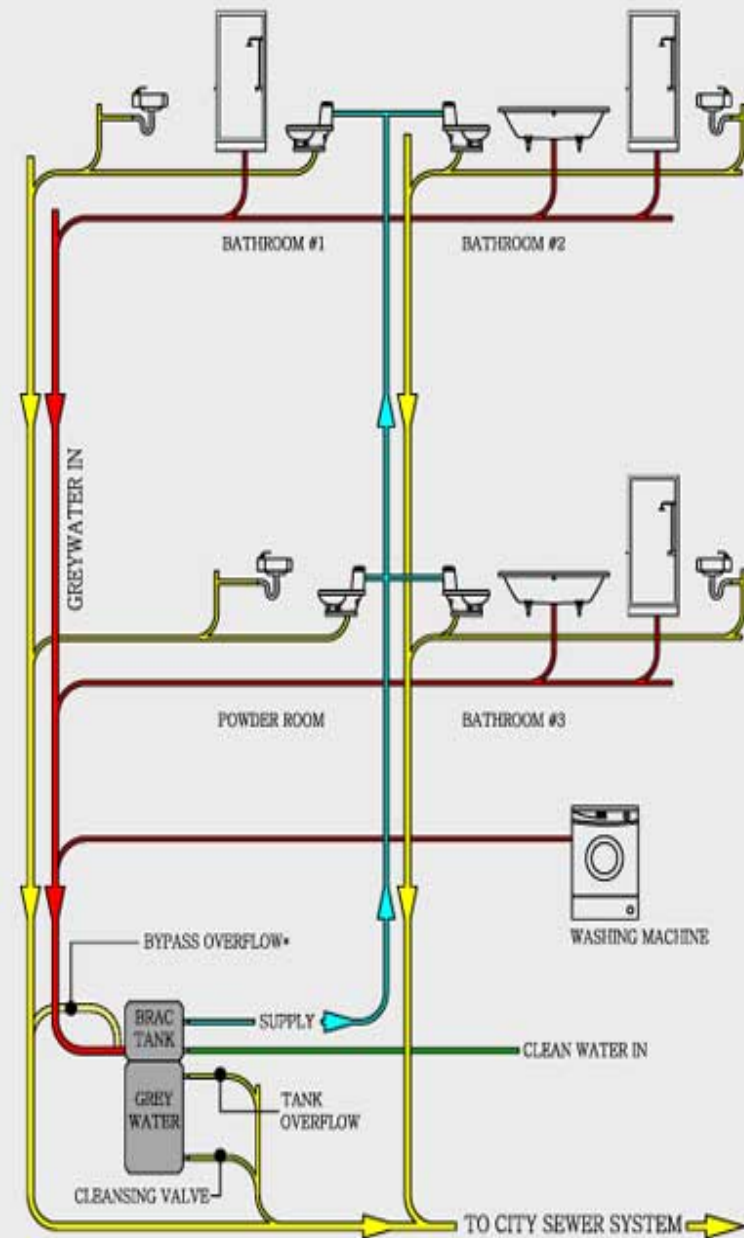 BATHROOM #1
BATHROOM #2
GREYWATER IN
POWDER ROOM
BATHROOM #3
WASHING MACHINE
BYPASS OVERFLOW*
BRAC
TANK
SUPPLY
CLEAN WATER IN
GREY
WATER
TANK
OVERFLOW
CLEANSING VALVE
TO CITY SEWER SYSTEM